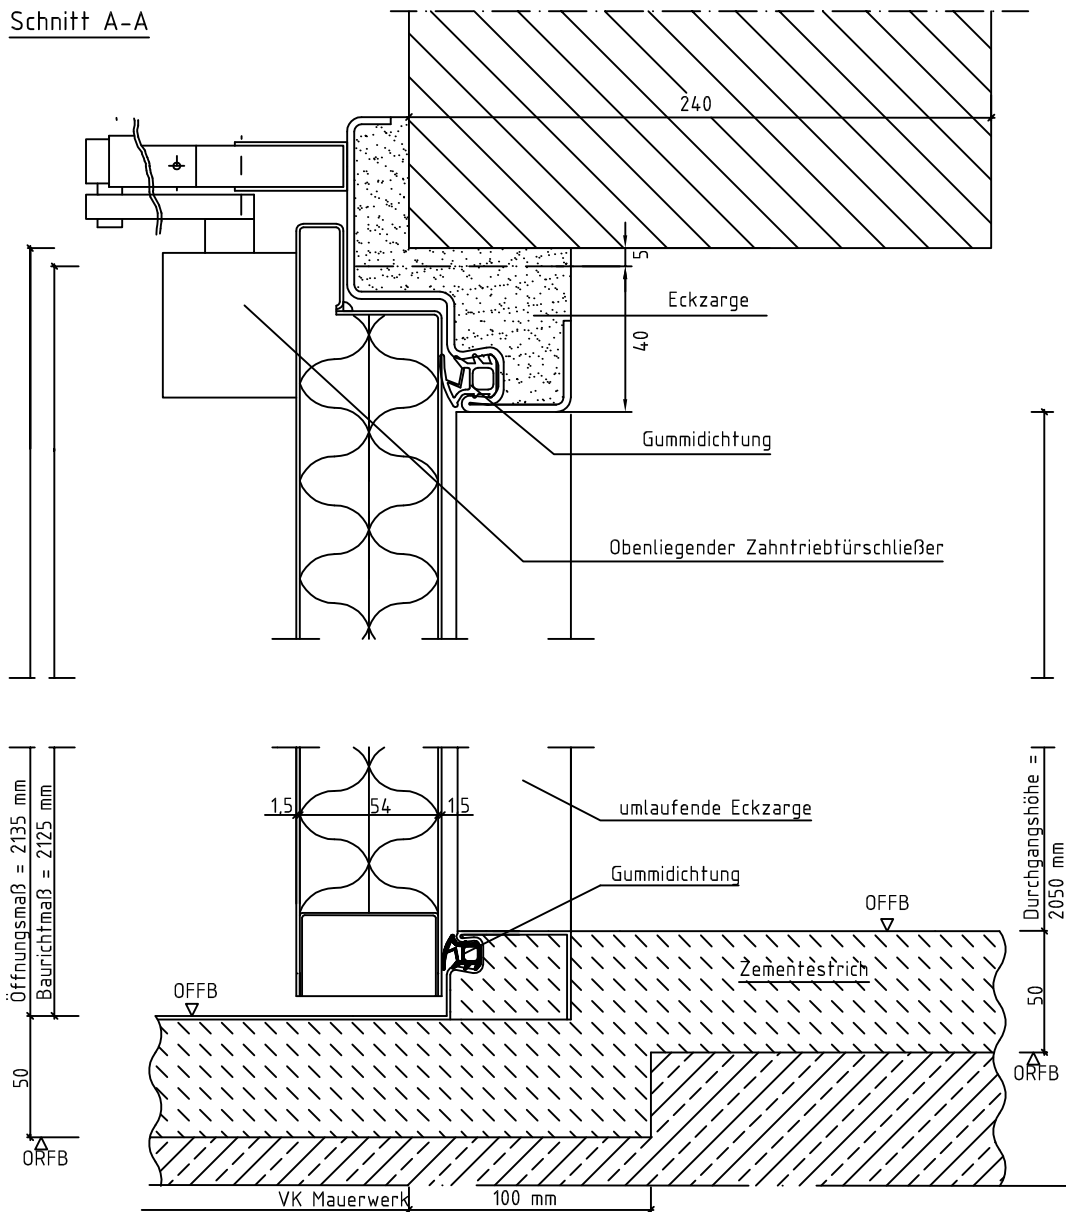 Schnitt A-A
240
5
Eckzarge
40
Gummidichtung
Obenliegender Zahntriebtürschließer
Öffnungsmaß = 2135 mm
Baurichtmaß = 2125 mm
1,5
54
1,5
umlaufende Eckzarge
Durchgangshöhe =
2050 mm
Gummidichtung
OFFB
Zementestrich
OFFB
50
50
ORFB
ORFB
VK Mauerwerk
100 mm